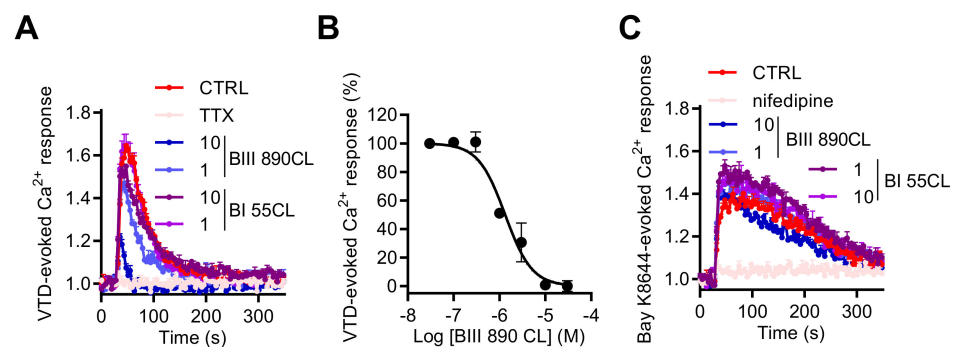 A
VTD-evoked Ca2+ response
1.8
1.6
1.4
1.2
1.0
0
100
200
300
Time (s)
CTRL
TTX
10
BIII 890CL
1
10
BI 55CL
1
B
VTD-evoked Ca2+ response (%)
120
100
80
60
40
20
0
-8
-7
-6
-5
-4
Log [BIII 890 CL] (M)
C
Bay K8644-evoked Ca2+ response
1.8
1.6
1.4
1.2
1.0
0
100
200
300
Time (s)
CTRL
nifedipine
10
BIII 890CL
1
1
BI 55CL
10